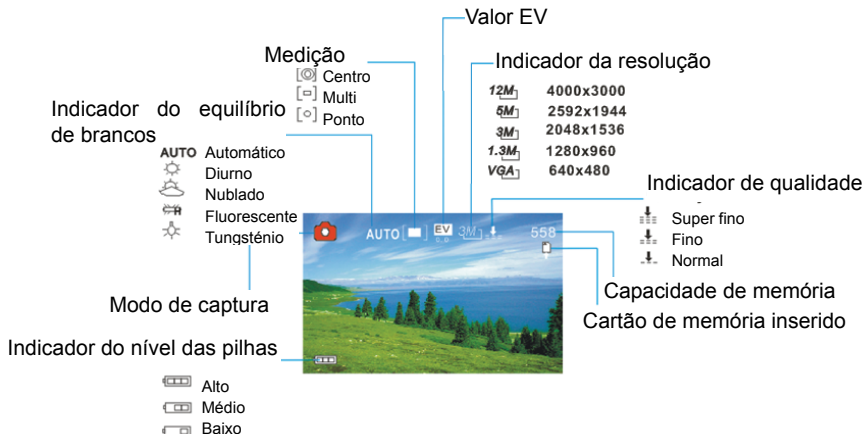 Valor EV
Medição
Centro
Multi
Ponto
Indicador da resolução
12M 4000x3000
5M 2592x1944
3M 2048x1536
1.3M 1280x960
VGA 640x480
Indicador do equilíbrio
de brancos
AUTO Automático
Diurno
Nublado
Fluorescente
Tungsténio
Indicador de qualidade
Super fino
Fino
Normal
AUTO EV 3M 558
Modo de captura
Capacidade de memória
Cartão de memória inserido
Indicador do nível das pilhas
Alto
Médio
Baixo